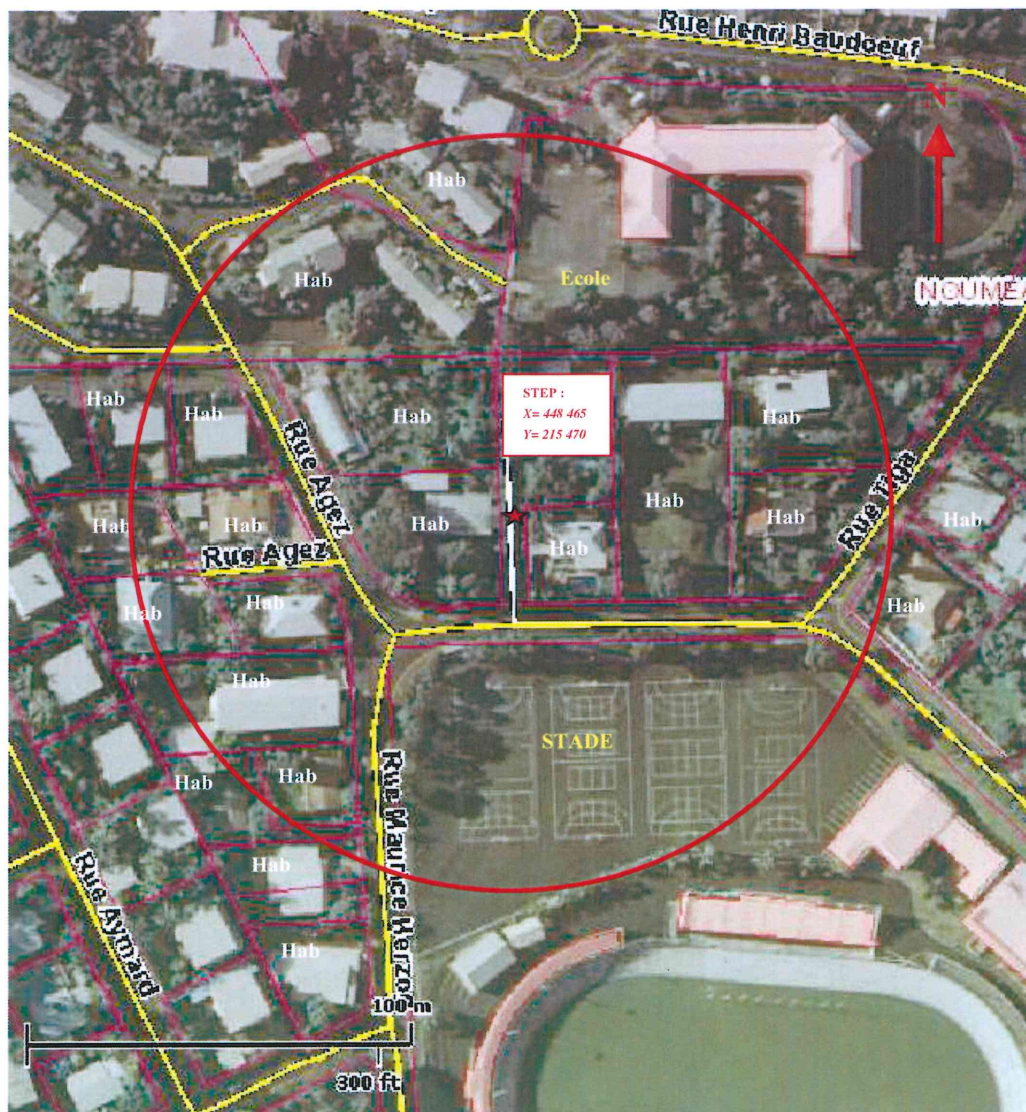 Rue Henri Baudoeuf
N
Hab
Hab
Ecole
NOUMEA
STEP :
X= 448 465
Y= 215 470
Hab
Hab
Hab
Hab
Rue Agez
Rue Taga
Hab
Hab
Hab
Hab
Hab
Hab
Rue Agez
Hab
Hab
Hab
Hab
STADE
Hab
Hab
Rue Maurice Herzog
Hab
Rue Aymard
Hab
100 m
300 ft